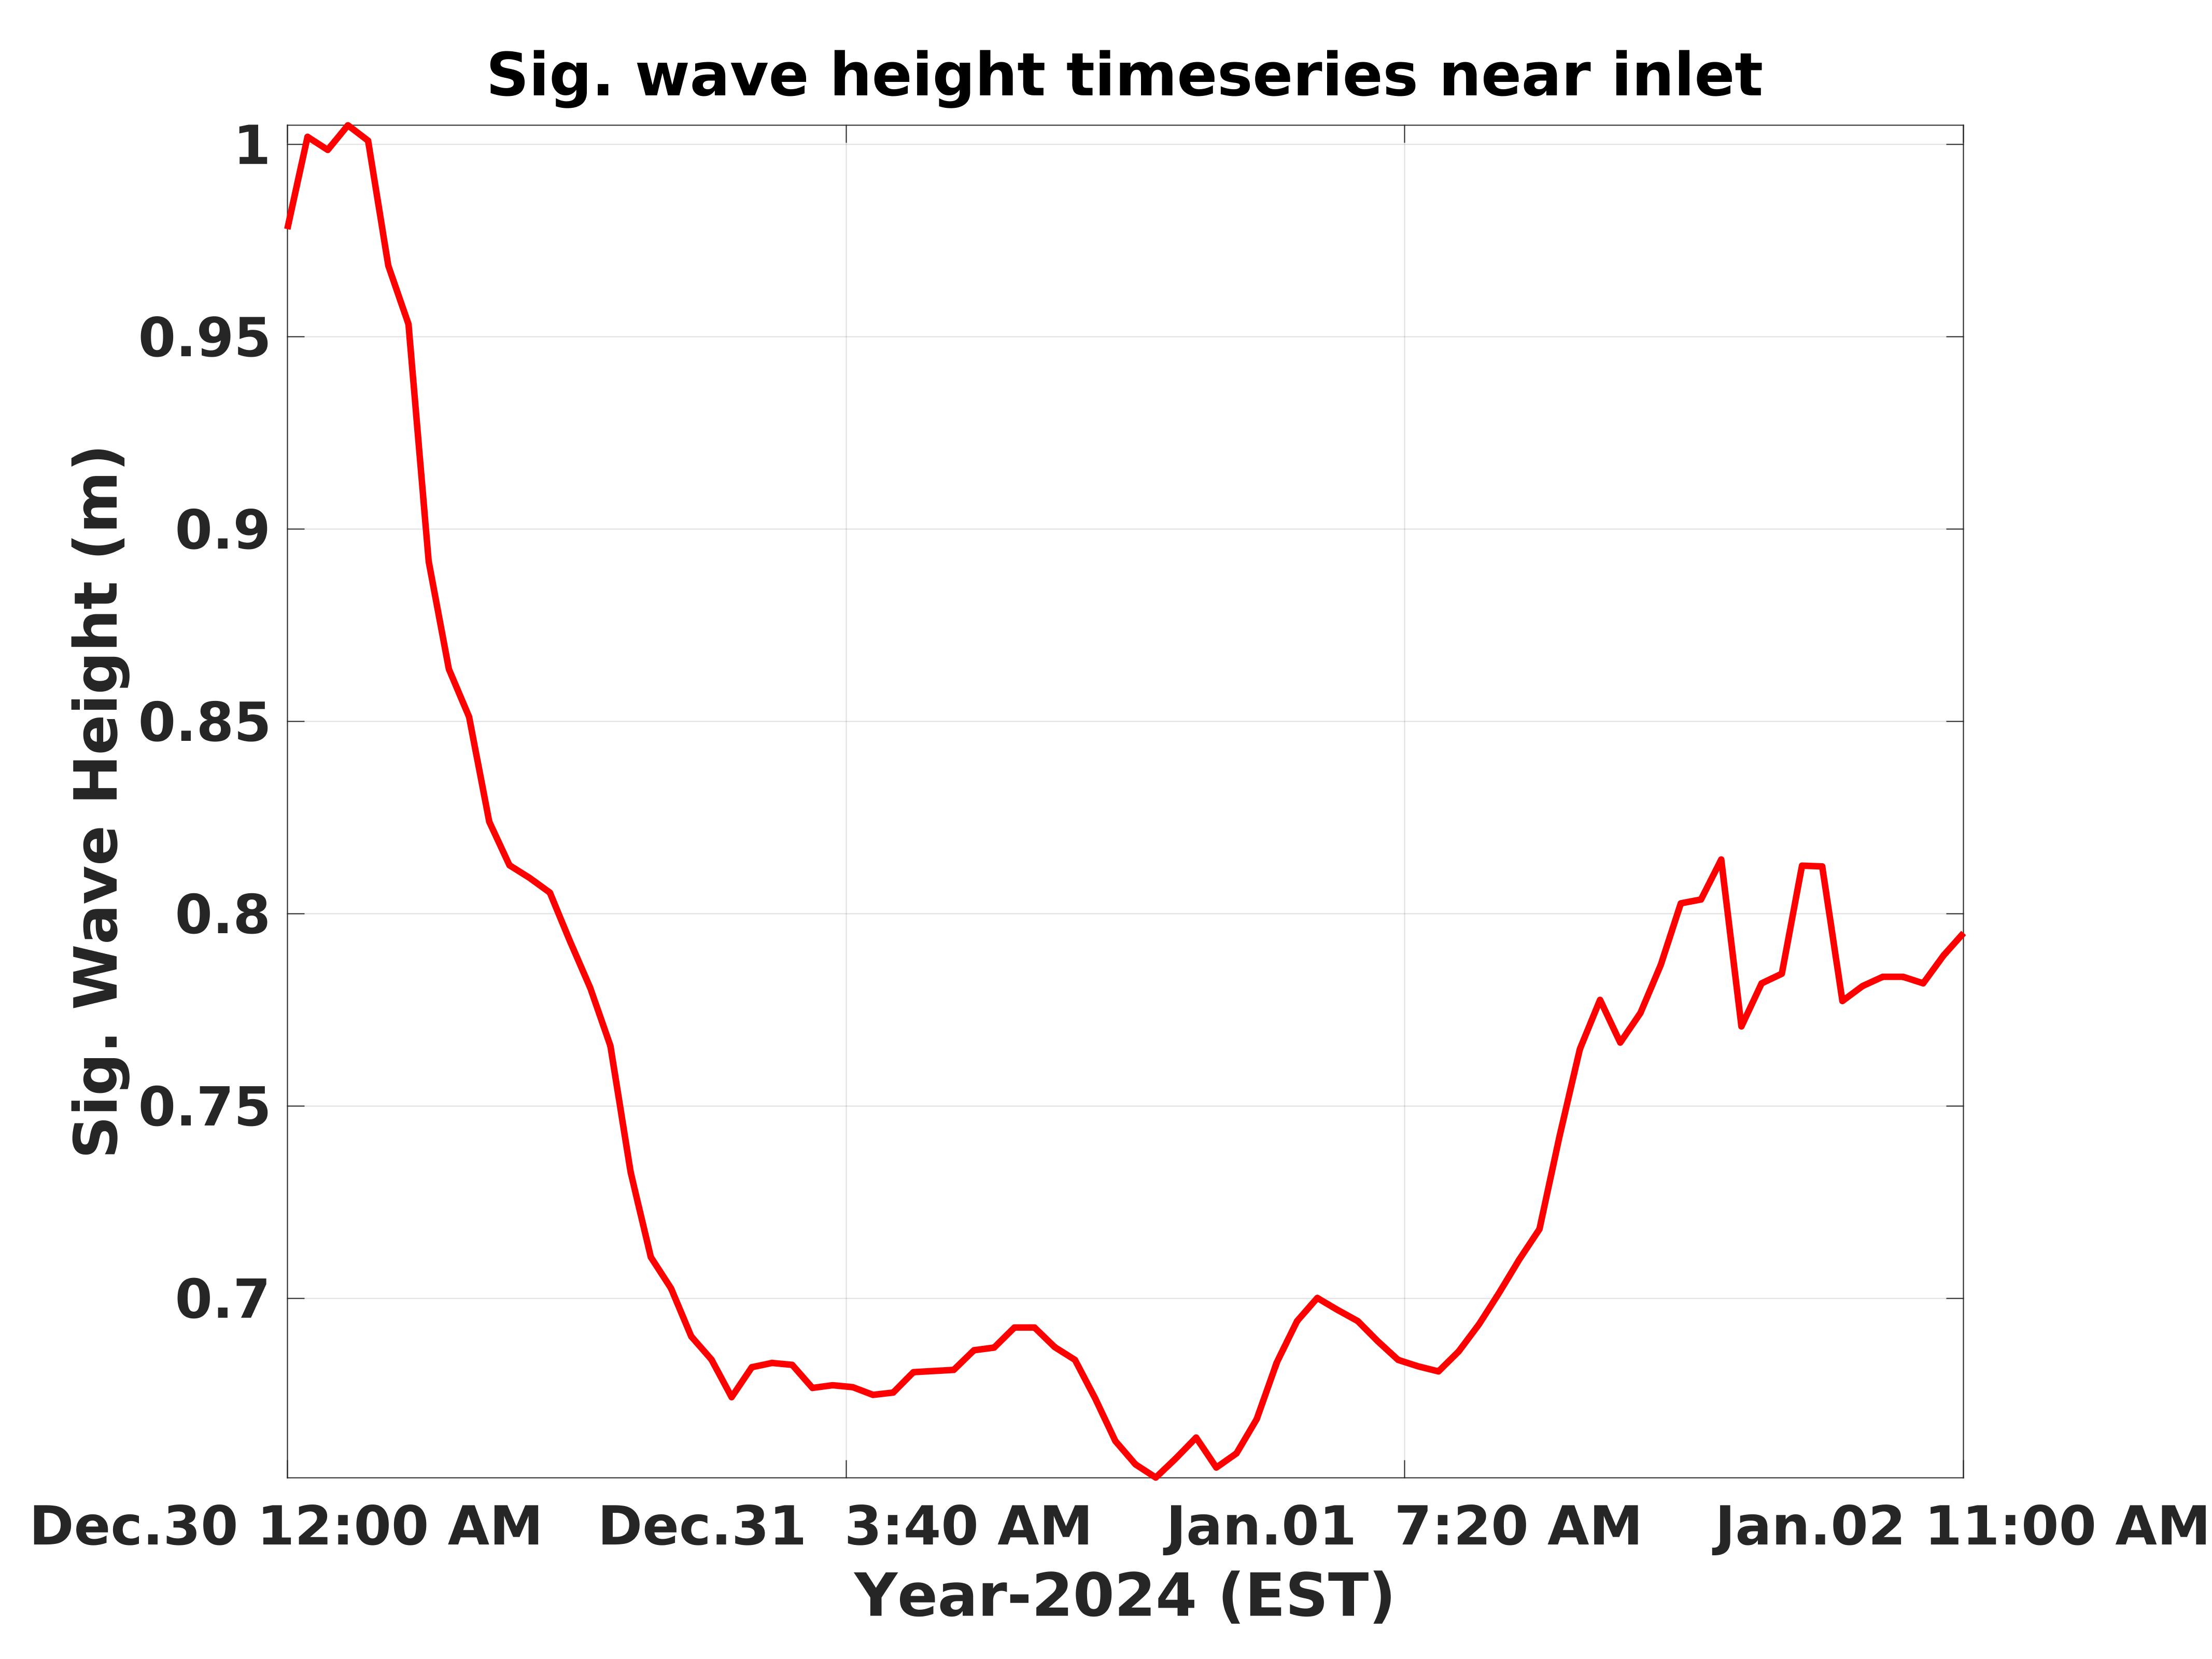 Sig. wave height timeseries near inlet
Sig. Wave Height (m)
1
0.95
0.9
0.85
0.8
0.75
0.7
Dec.30 12:00 AM Dec.31 3:40 AM Jan.01 7:20 AM Jan.02 11:00 AM
Year-2024 (EST)